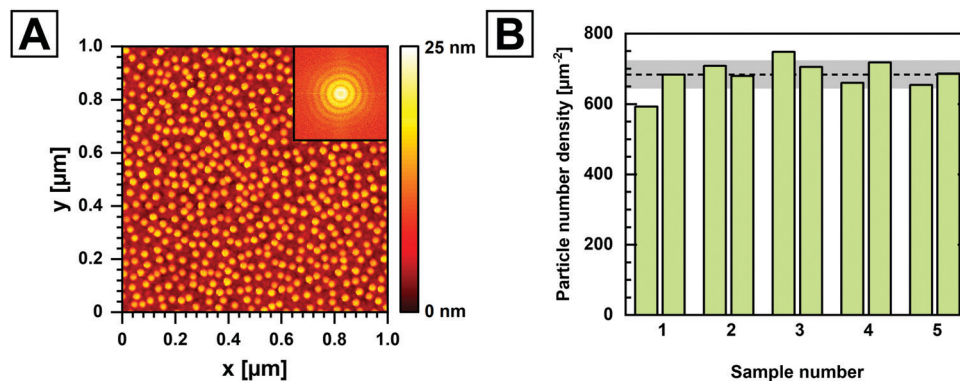 A
1.0
0.8
0.6
0.4
0.2
0
y [µm]
0 0.2 0.4 0.6 0.8 1.0
x [µm]
25 nm
0 nm
B
800
600
400
200
0
Particle number density [µm⁻²]
1 2 3 4 5
Sample number